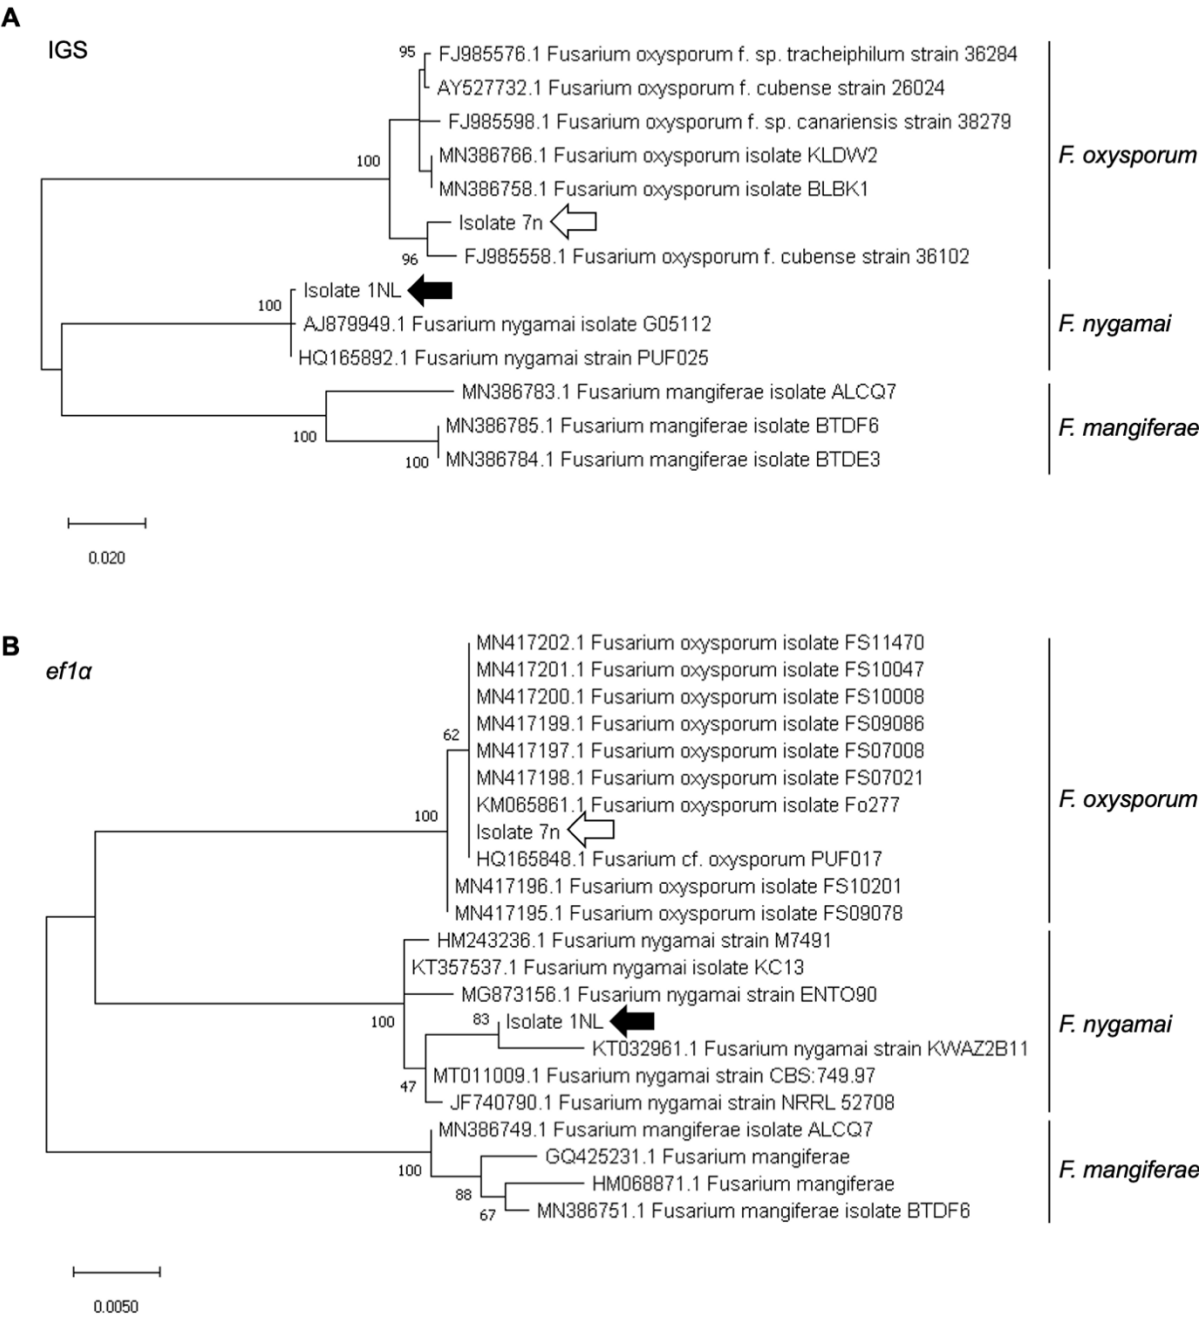 A
IGS
95
FJ985576.1 Fusarium oxysporum f. sp. tracheiphilum strain 36284
AY527732.1 Fusarium oxysporum f. cubense strain 26024
FJ985598.1 Fusarium oxysporum f. sp. canariensis strain 38279
100
MN386766.1 Fusarium oxysporum isolate KLDW2
F. oxysporum
MN386758.1 Fusarium oxysporum isolate BLBK1
Isolate 7n
96
FJ985558.1 Fusarium oxysporum f. cubense strain 36102
Isolate 1NL
100
AJ879949.1 Fusarium nygamai isolate G05112
F. nygamai
HQ165892.1 Fusarium nygamai strain PUF025
MN386783.1 Fusarium mangiferae isolate ALCQ7
100
MN386785.1 Fusarium mangiferae isolate BTDF6
F. mangiferae
100
MN386784.1 Fusarium mangiferae isolate BTDE3
0.020
B
ef1α
MN417202.1 Fusarium oxysporum isolate FS11470
MN417201.1 Fusarium oxysporum isolate FS10047
MN417200.1 Fusarium oxysporum isolate FS10008
MN417199.1 Fusarium oxysporum isolate FS09086
62
MN417197.1 Fusarium oxysporum isolate FS07008
MN417198.1 Fusarium oxysporum isolate FS07021
F. oxysporum
100
KM065861.1 Fusarium oxysporum isolate Fo277
Isolate 7n
HQ165848.1 Fusarium cf. oxysporum PUF017
MN417196.1 Fusarium oxysporum isolate FS10201
MN417195.1 Fusarium oxysporum isolate FS09078
HM243236.1 Fusarium nygamai strain M7491
KT357537.1 Fusarium nygamai isolate KC13
MG873156.1 Fusarium nygamai strain ENTO90
100
83
Isolate 1NL
F. nygamai
KT032961.1 Fusarium nygamai strain KWAZ2B11
47
MT011009.1 Fusarium nygamai strain CBS:749.97
JF740790.1 Fusarium nygamai strain NRRL 52708
MN386749.1 Fusarium mangiferae isolate ALCQ7
100
GQ425231.1 Fusarium mangiferae
F. mangiferae
88
HM068871.1 Fusarium mangiferae
67
MN386751.1 Fusarium mangiferae isolate BTDF6
0.0050